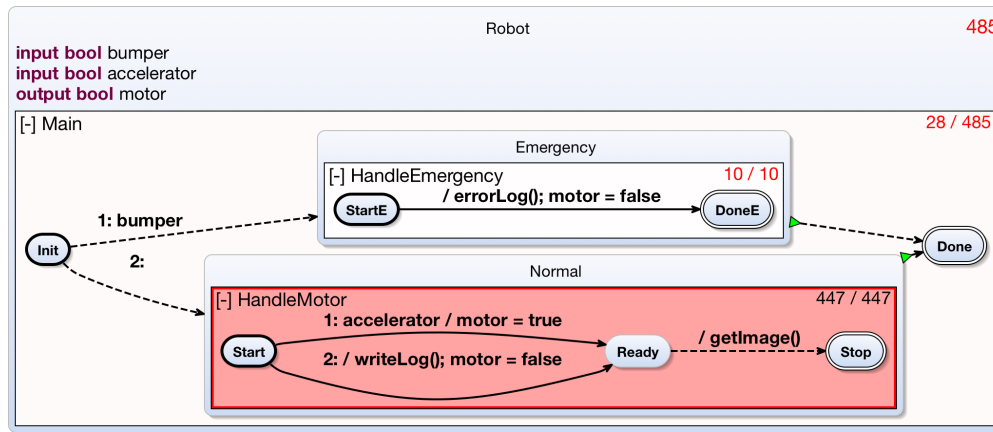 Robot
485
input bool bumper
input bool accelerator
output bool motor
[-] Main
28 / 485
Emergency
[-] HandleEmergency
10 / 10
StartE
/ errorLog(); motor = false
DoneE
1: bumper
Init
2:
Done
Normal
[-] HandleMotor
447 / 447
1: accelerator / motor = true
Start
2: / writeLog(); motor = false
Ready
/ getImage()
Stop